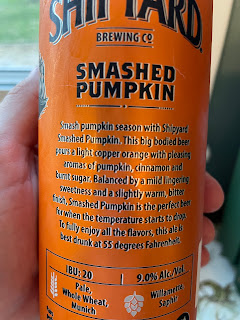 SHIPYARD
BREWING CO
SMASHED
PUMPKIN
Smash pumpkin season with Shipyard
Smashed Pumpkin. This big bodied beer
pours a light copper orange with pleasing
aromas of pumpkin, cinnamon and
burnt sugar. Balanced by a mild lingering
sweetness and a slight, bitter
finish, Smashed Pumpkin is the perfect beer
for when the temperature starts to drop.
To fully enjoy all the flavors, this ale is
best drunk at 55 degrees Fahrenheit.
IBU: 20
9.0% Alc/Vol
Pale,
Whole Wheat,
Munich
Willamette
Saphir